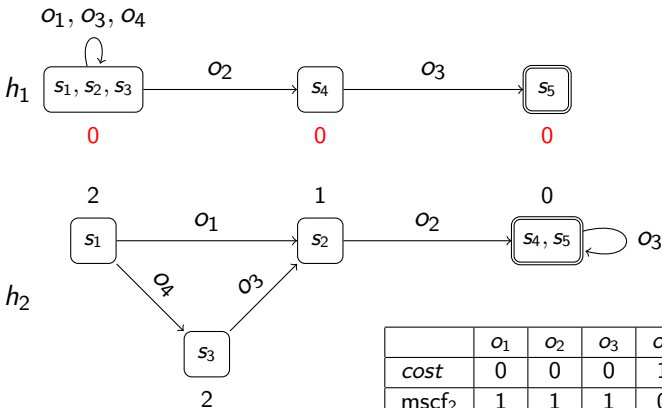 o₁, o₃, o₄
h₁ s₁, s₂, s₃ o₂ s₄ o₃ s₅
0 0 0
2 1 0
s₁ o₁ s₂ o₂ s₄, s₅ o₃
o₄ o₃
h₂
s₃
2
o₁ o₂ o₃
cost 0 0 0
mscf₂ 1 1 1